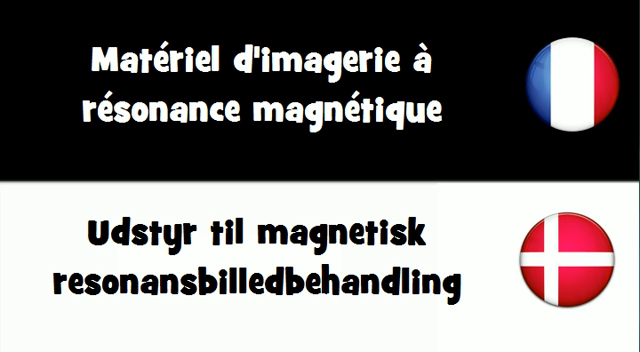 Matériel d'imagerie à
résonance magnétique
Udstyr til magnetisk
resonansbilledbehandling